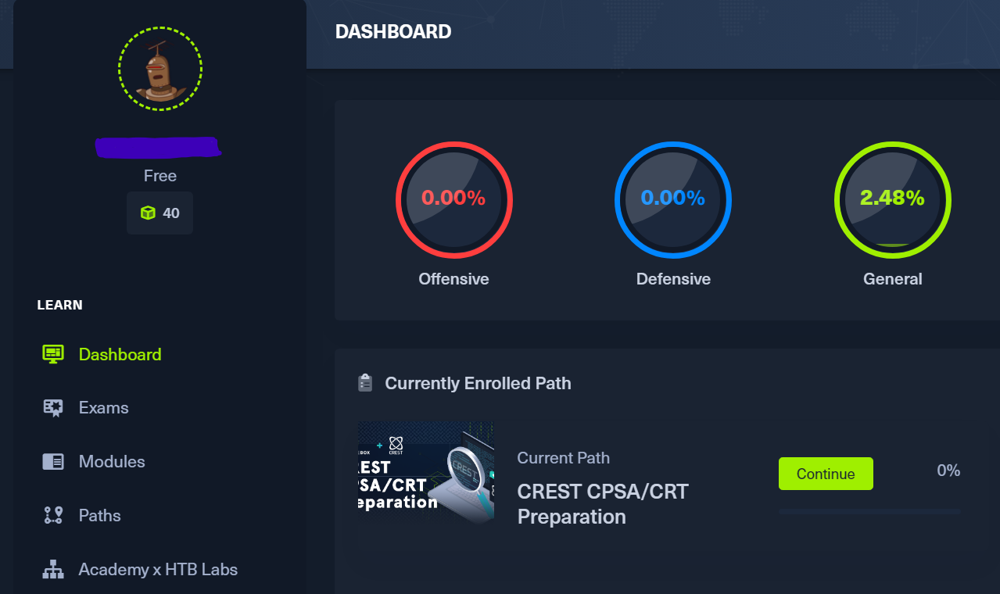 DASHBOARD
Free
40
LEARN
Dashboard
Exams
Modules
Paths
Academy x HTB Labs
0.00%
0.00%
2.48%
Offensive
Defensive
General
Currently Enrolled Path
EBOX + CREST
REST
PSA/CRT
eparation
CREST
Current Path
CREST CPSA/CRT
Preparation
Continue
0%